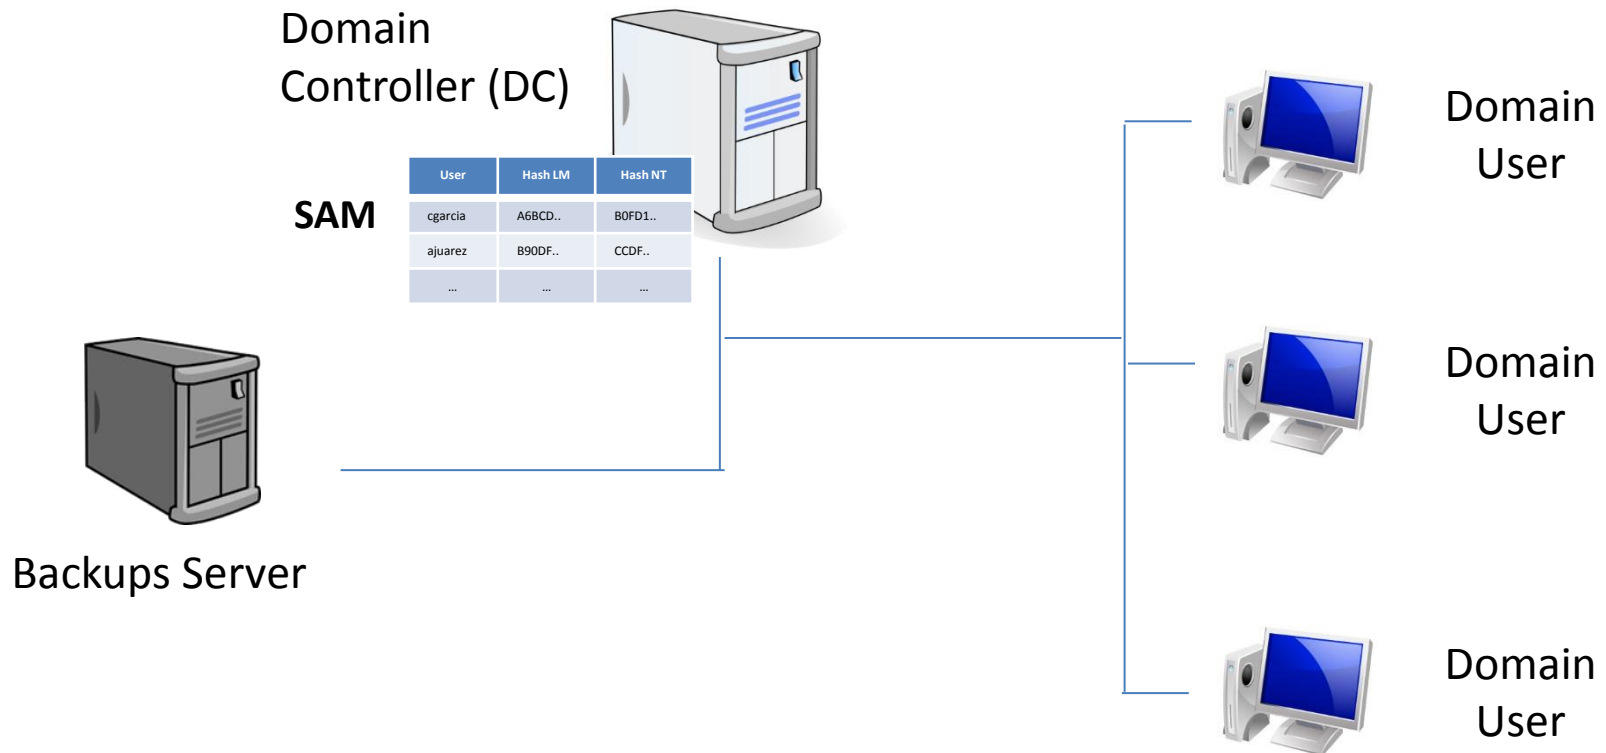 Domain
Controller (DC)
SAM
User Hash LM Hash NT
cgarcia A6BCD.. B0FD1..
ajuarez B90DF.. CCDF..
... ... ...
Domain
User
Domain
User
Backups Server
Domain
User